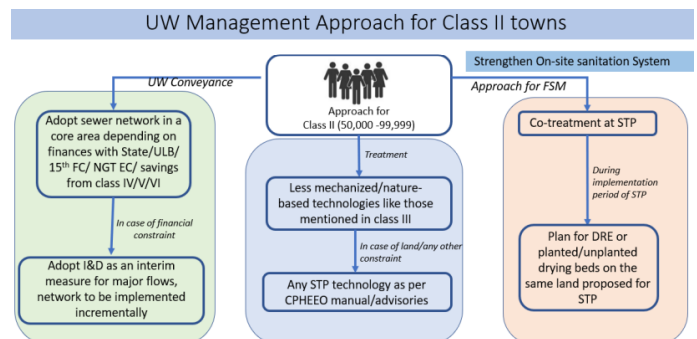 UW Management Approach for Class II towns
Strengthen On-site sanitation System
UW Conveyance
Approach for FSM
Approach for
Class II (50,000 -99,999)
Adopt sewer network in a
core area depending on
finances with State/ULB/
15th FC/ NGT EC/ savings
from class IV/V/VI
In case of financial
constraint
Adopt I&D as an interim
measure for major flows,
network to be implemented
incrementally
Treatment
Less mechanized/nature-
based technologies like those
mentioned in class III
In case of land/any other
constraint
Any STP technology as per
CPHEEO manual/advisories
Co-treatment at STP
During
implementation
period of STP
Plan for DRE or
planted/unplanted
drying beds on the
same land proposed for
STP